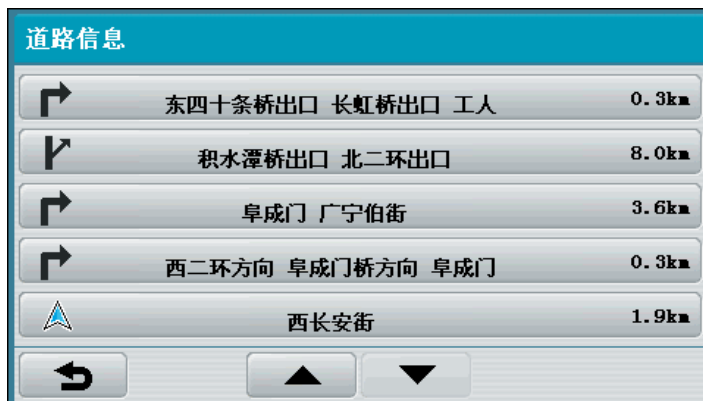 道路信息
东四十条桥出口 长虹桥出口 工人 0.3km
积水潭桥出口 北二环出口 8.0km
阜成门 广宁伯街 3.6km
西二环方向 阜成门桥方向 阜成门 0.3km
西长安街 1.9km